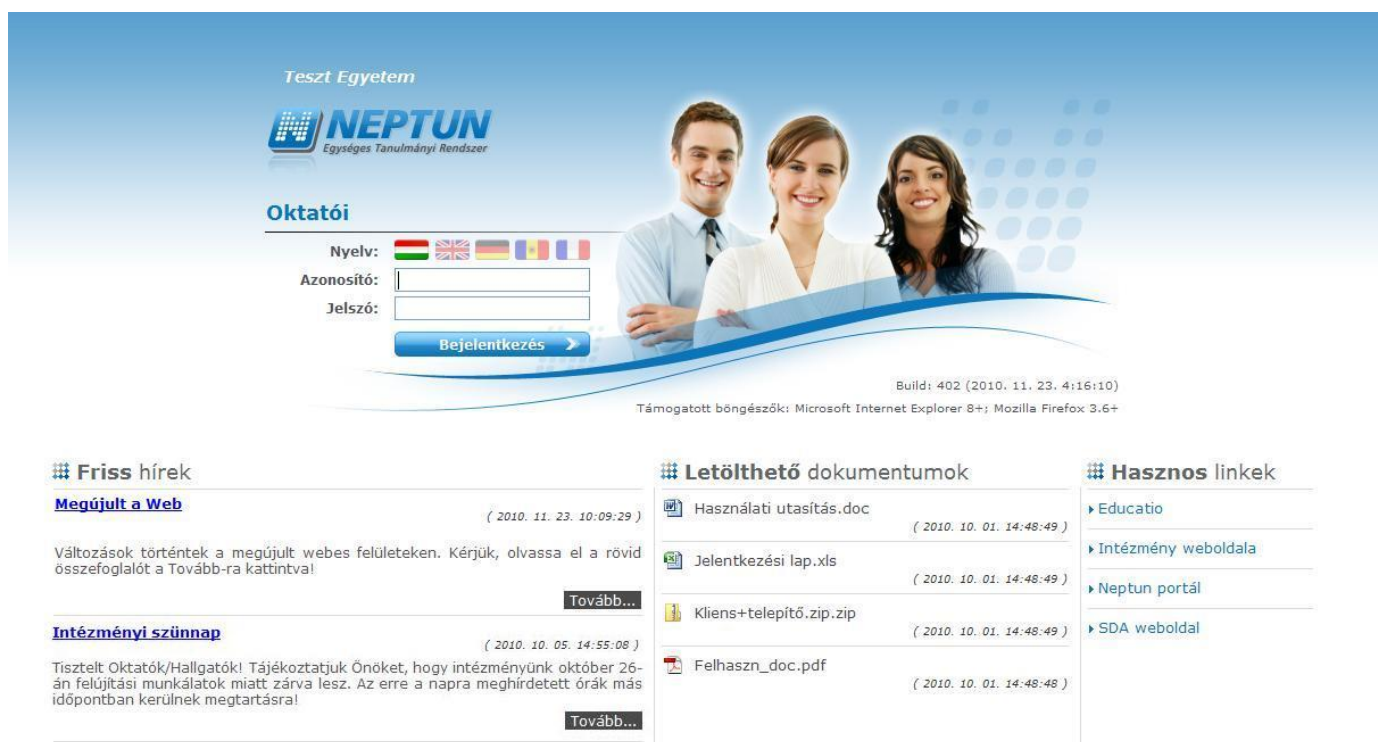 Teszt Egyetem
NEPTUN
Egységes Tanulmányi Rendszer
Oktatói
Nyelv:
Azonosító:
Jelszó:
Bejelentkezés
Build: 402 (2010. 11. 23. 4:16:10)
Támogatott böngészők: Microsoft Internet Explorer 8+; Mozilla Firefox 3.6+
Friss hírek
Megújult a Web
( 2010. 11. 23. 10:09:29 )
Változások történtek a megújult webes felületeken. Kérjük, olvassa el a rövid
összefoglalót a Tovább-ra kattintva!
Tovább...
Intézményi szünnap
( 2010. 10. 05. 14:55:08 )
Tisztelt Oktatók/Hallgatók! Tájékoztatjuk Önöket, hogy intézményünk október 26-
án felújítási munkálatok miatt zárva lesz. Az erre a napra meghírdetett órák más
időpontban kerülnek megtartásra!
Tovább...
Letölthető dokumentumok
Használati utasítás.doc
( 2010. 10. 01. 14:48:49 )
Jelentkezési lap.xls
( 2010. 10. 01. 14:48:49 )
Kliens+telepítő.zip.zip
( 2010. 10. 01. 14:48:49 )
Felhaszn_doc.pdf
( 2010. 10. 01. 14:48:48 )
Hasznos linkek
Educatio
Intézmény weboldala
Neptun portál
SDA weboldal